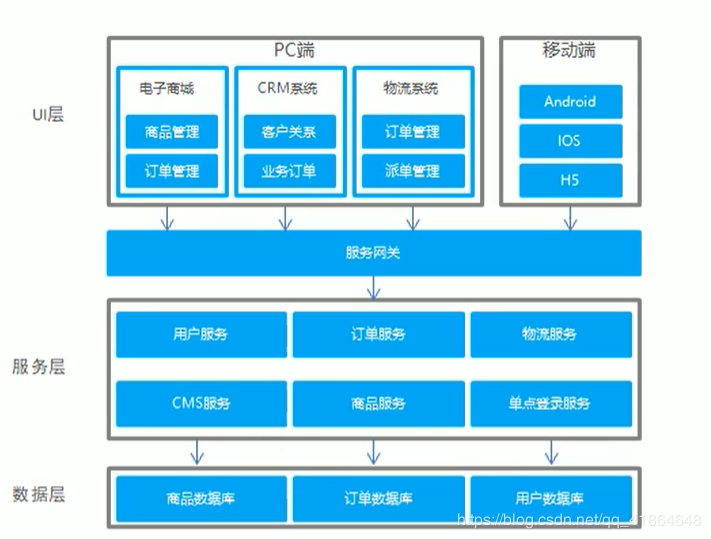 PC端
移动端
电子商城
CRM系统
物流系统
UI层
商品管理
客户关系
订单管理
订单管理
业务订单
派单管理
Android
IOS
H5
服务网关
服务层
用户服务
订单服务
物流服务
CMS服务
商品服务
单点登录服务
数据层
商品数据库
订单数据库
用户数据库
https://blog.csdn.net/qq_41864648